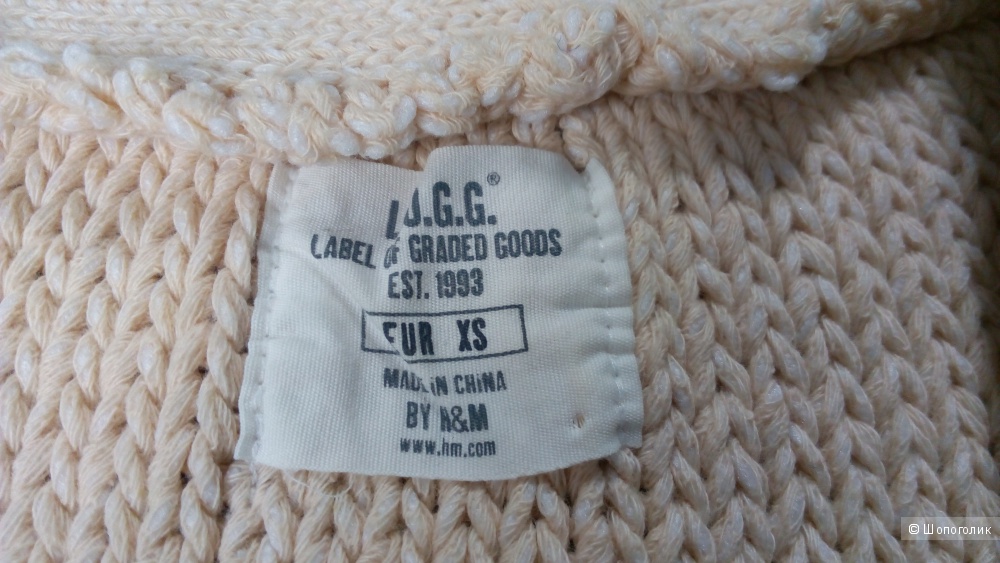 L.O.G.G.®
LABEL OF GRADED GOODS
EST. 1993
EUR XS
MADE IN CHINA
BY H&M
www.hm.com
© Шопоголик